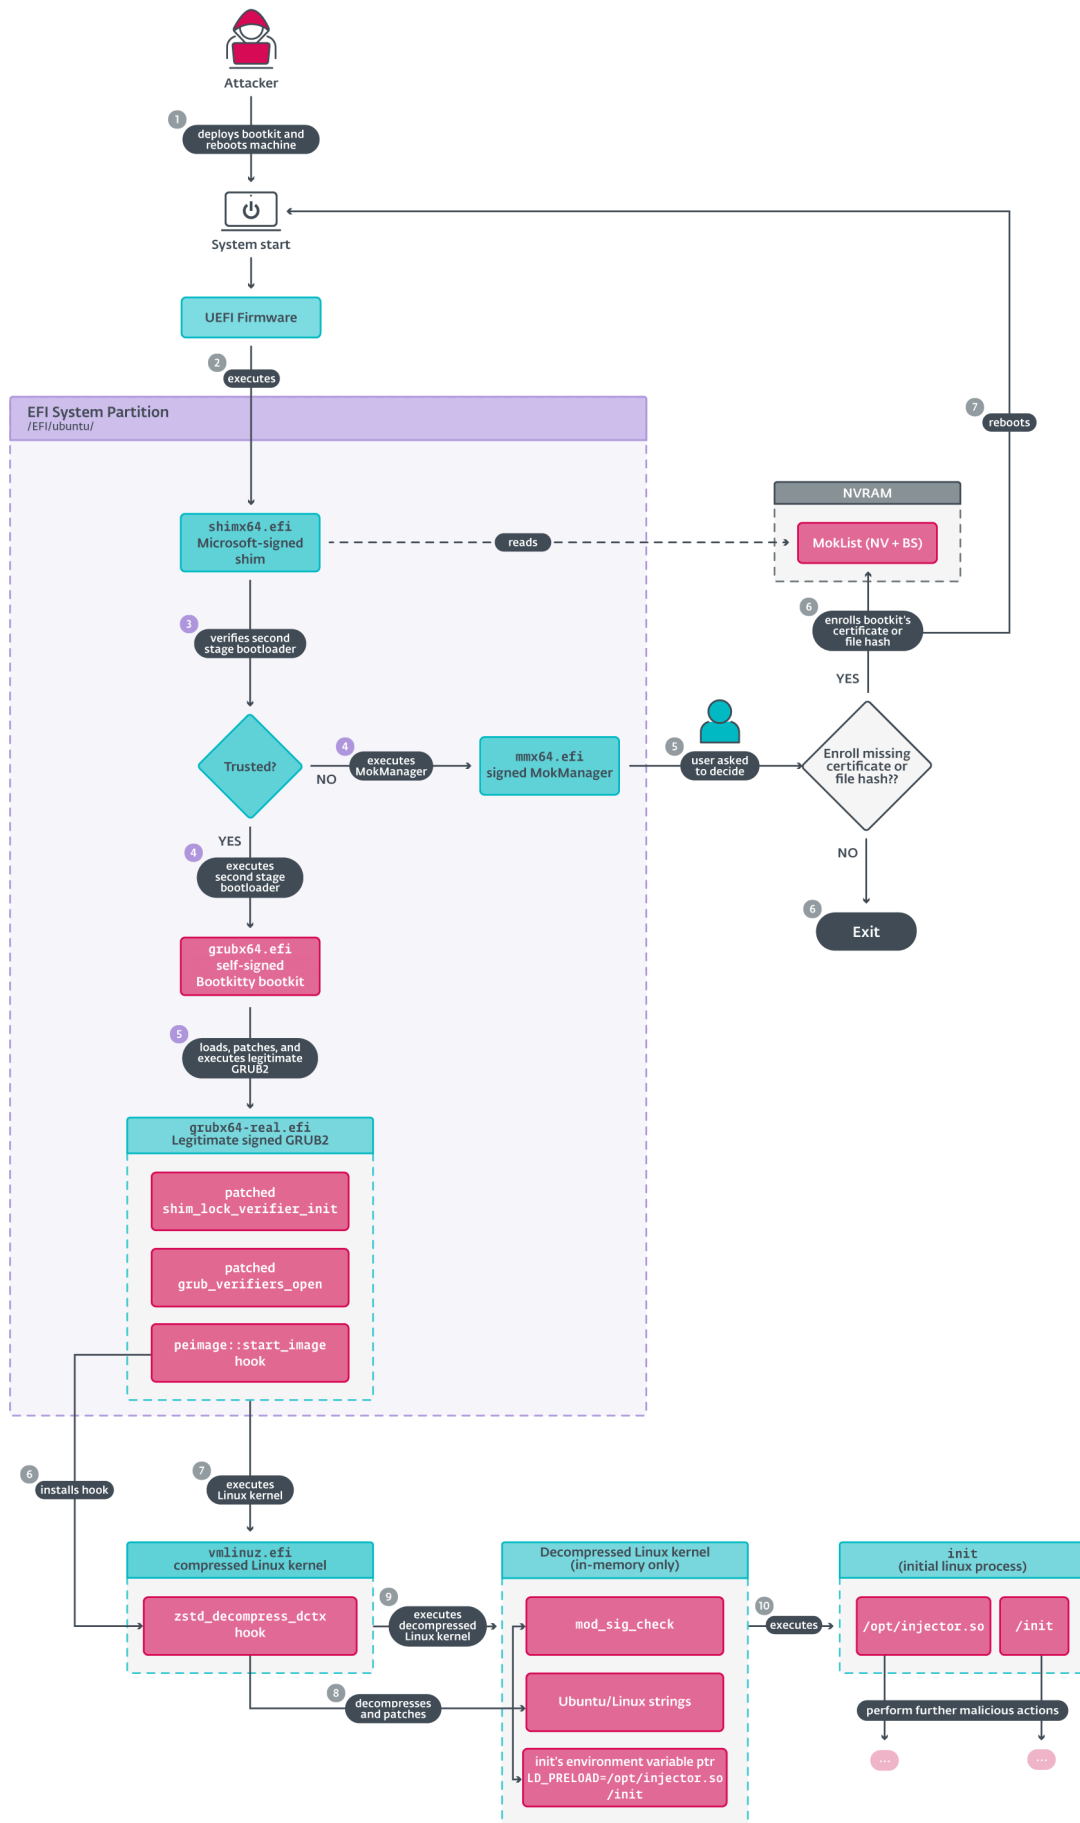 Attacker
1
deploys bootkit and
reboots machine
System start
UEFI Firmware
2
executes
EFI System Partition
/EFI/ubuntu/
7
reboots
NVRAM
shimx64.efi
Microsoft-signed
shim
reads
MokList (NV + BS)
3
verifies second
stage bootloader
6
enrolls bootkit's
certificate or
file hash
YES
Trusted?
NO
4
executes
MokManager
mmx64.efi
signed MokManager
5
user asked
to decide
Enroll missing
certificate or
file hash??
YES
4
executes
second stage
bootloader
NO
6
Exit
grubx64.efi
self-signed
Bootkitty bootkit
5
loads, patches, and
executes legitimate
GRUB2
grubx64-real.efi
Legitimate signed GRUB2
patched
shim_lock_verifier_init
patched
grub_verifiers_open
peimage::start_image
hook
6
installs hook
7
executes
Linux kernel
vmlinuz.efi
compressed Linux kernel
zstd_decompress_dctx
hook
9
executes
decompressed
Linux kernel
8
decompresses
and patches
Decompressed Linux kernel
(in-memory only)
mod_sig_check
Ubuntu/Linux strings
init's environment variable ptr
LD_PRELOAD=/opt/injector.so
/init
10
executes
init
(initial linux process)
/opt/injector.so
/init
perform further malicious actions
...
...